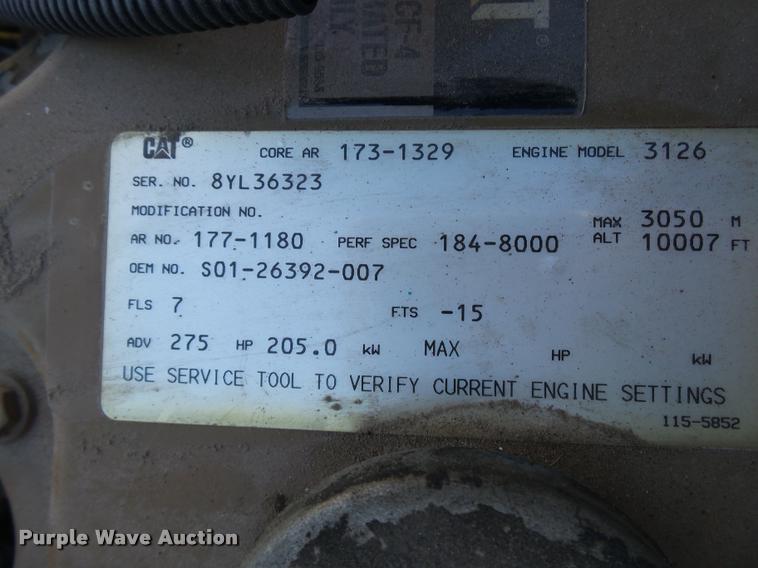 CF-4
CAT® CORE AR 173-1329 ENGINE MODEL 3126
SER. NO. 8YL36323
MODIFICATION NO.
AR NO. 177-1180 PERF SPEC 184-8000 MAX ALT 3050 M 10007 FT
OEM NO. S01-26392-007
FLS 7 FTS -15
ADV 275 HP 205.0 kW MAX HP kW
USE SERVICE TOOL TO VERIFY CURRENT ENGINE SETTINGS
115-5852
Purple Wave Auction